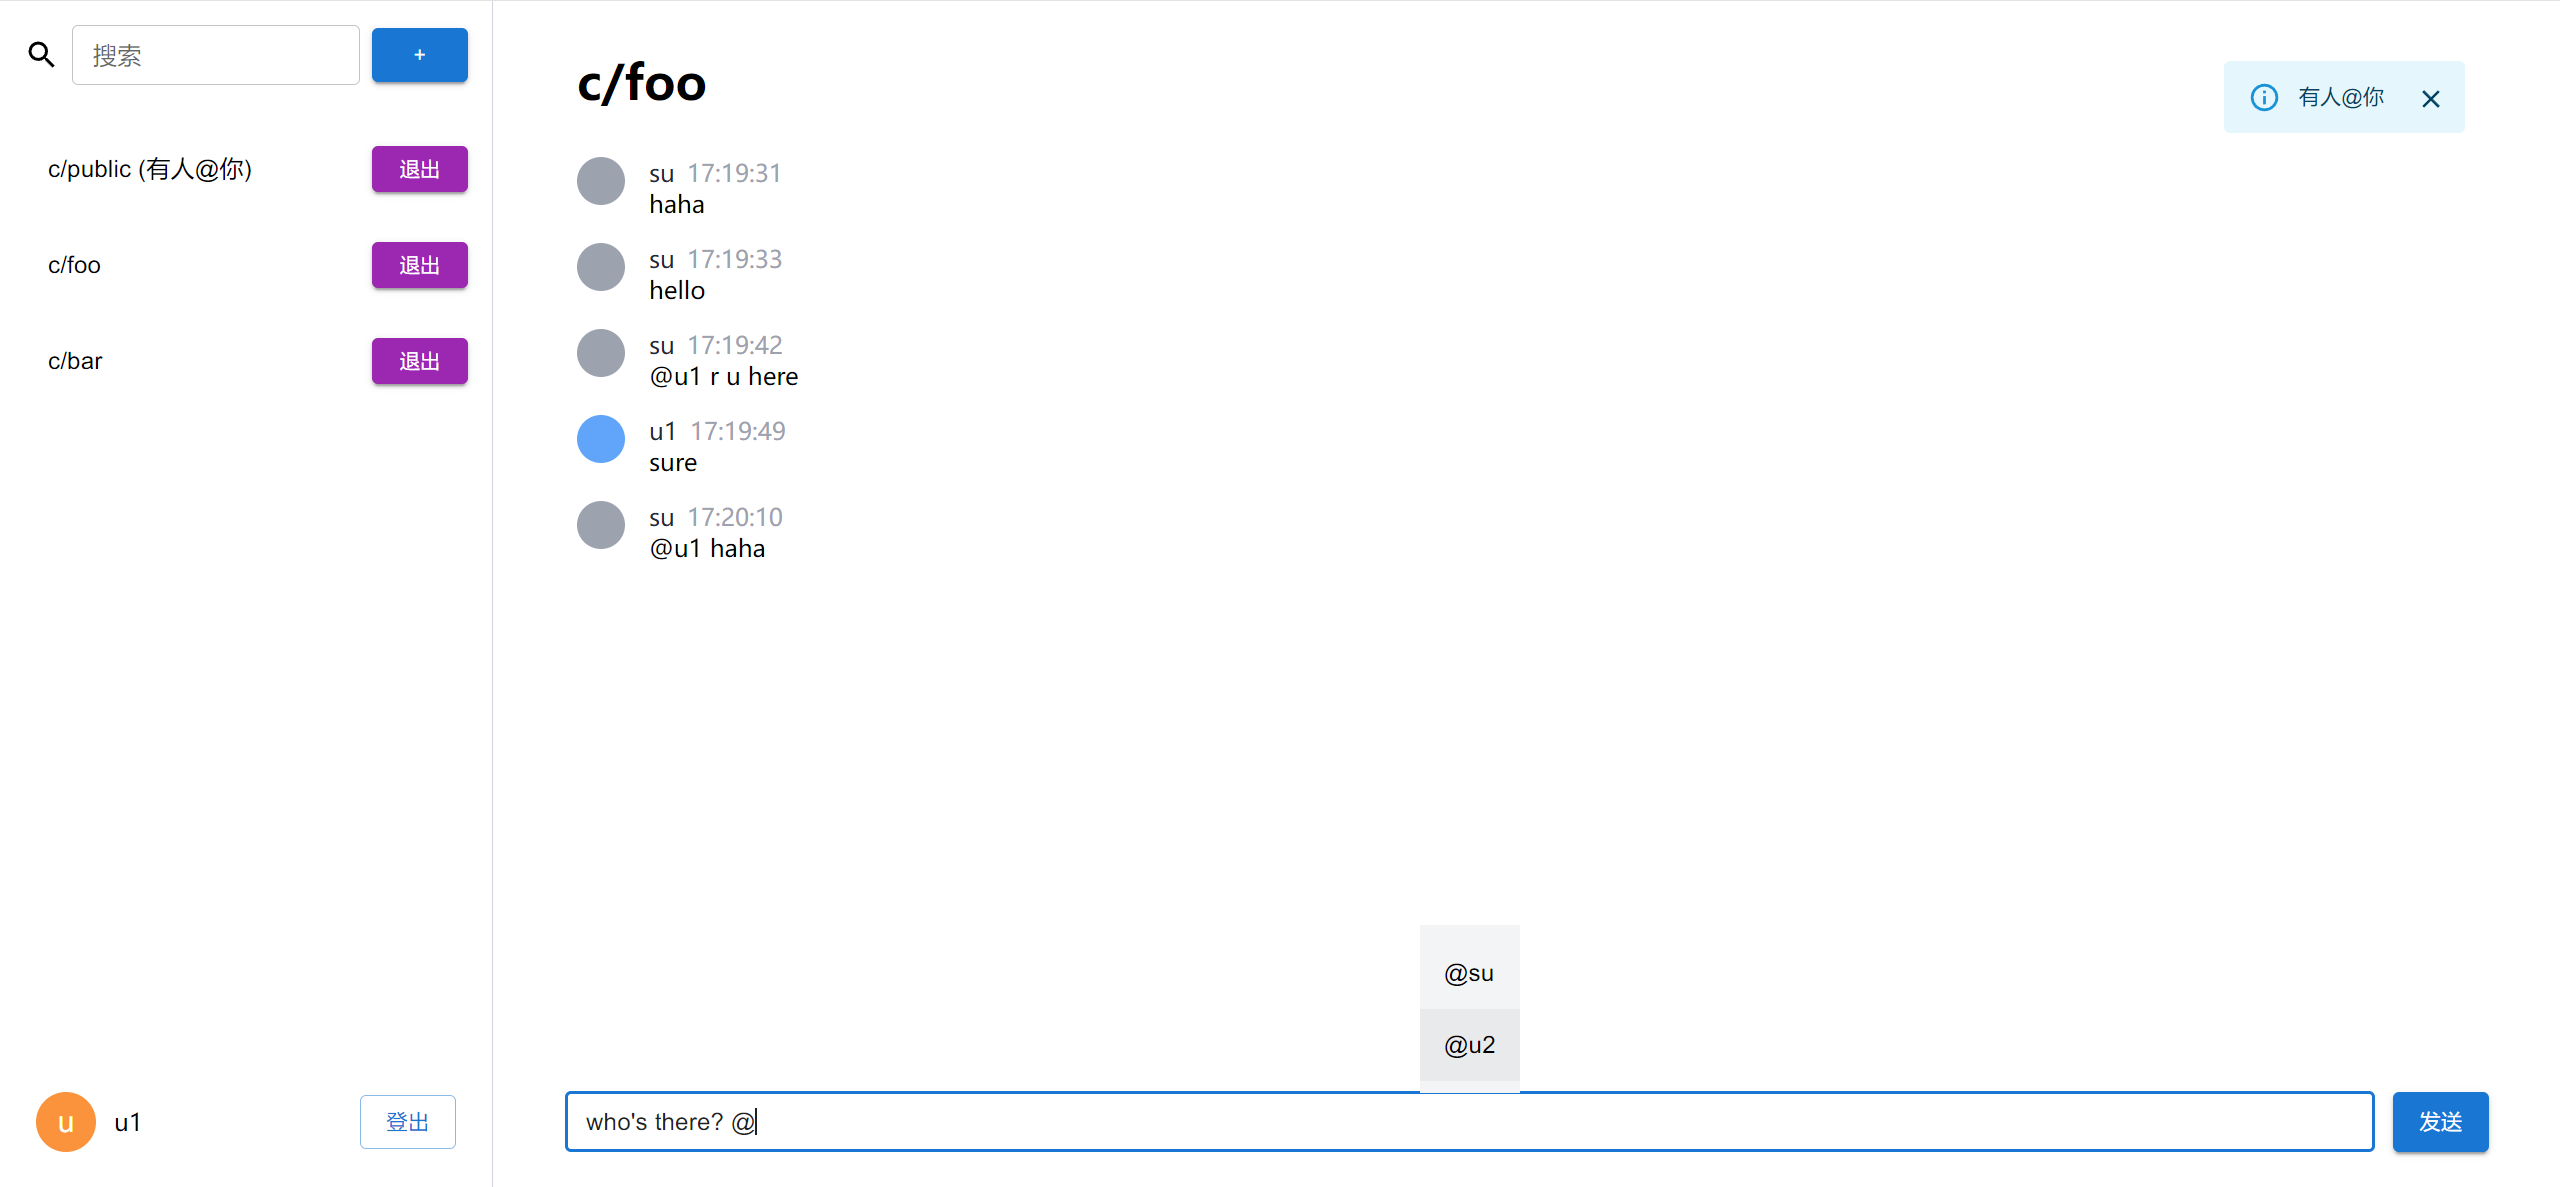 搜索
+
c/public (有人@你)
退出
c/foo
退出
c/bar
退出
u
u1
登出
c/foo
有人@你
su 17:19:31
haha
su 17:19:33
hello
su 17:19:42
@u1 r u here
u1 17:19:49
sure
su 17:20:10
@u1 haha
@su
@u2
who's there? @
发送